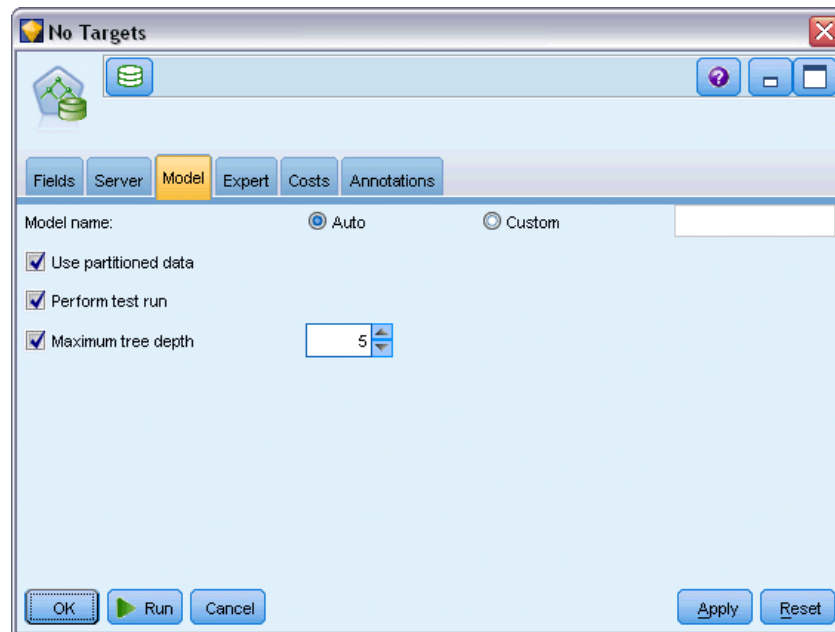 No Targets
Fields Server Model Expert Costs Annotations
Model name: Auto Custom
Use partitioned data
Perform test run
Maximum tree depth 5
OK Run Cancel Apply Reset